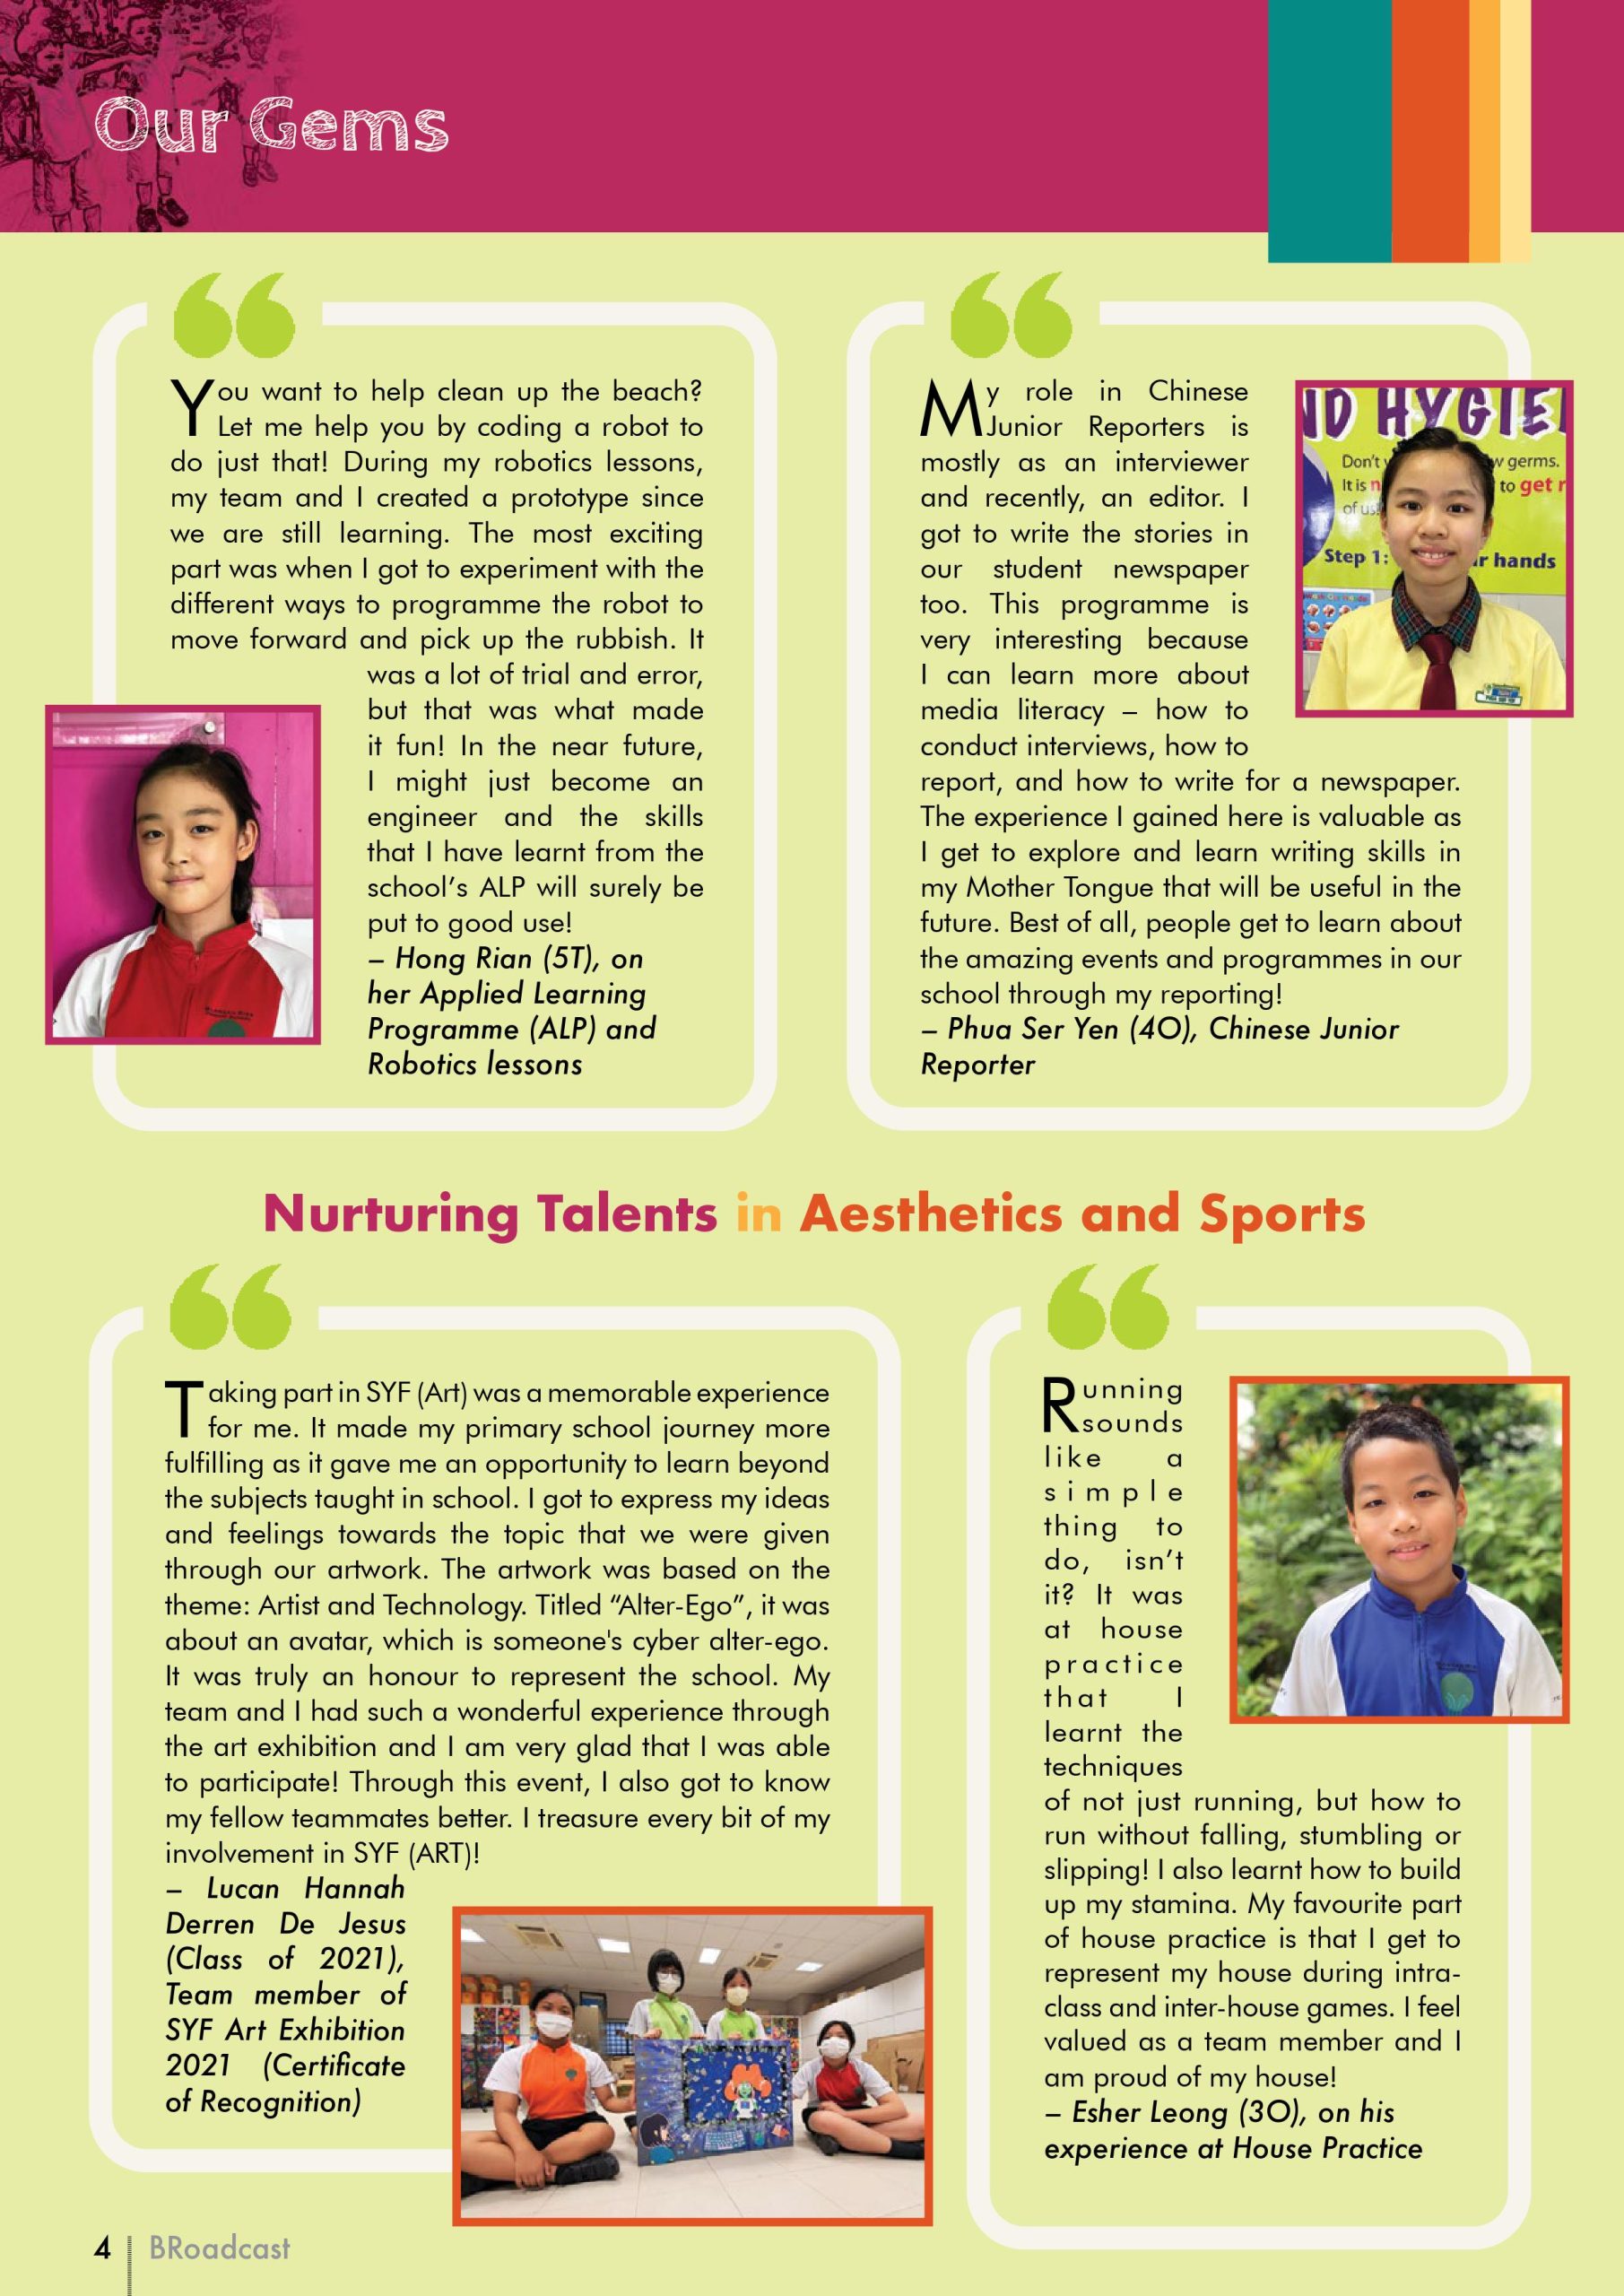 Our Gems
You want to help clean up the beach?
Let me help you by coding a robot to
do just that! During my robotics lessons,
my team and I created a prototype since
we are still learning. The most exciting
part was when I got to experiment with the
different ways to programme the robot to
move forward and pick up the rubbish. It
was a lot of trial and error,
but that was what made
it fun! In the near future,
I might just become an
engineer and the skills
that I have learnt from the
school's ALP will surely be
put to good use!
– Hong Rian (5T), on
her Applied Learning
Programme (ALP) and
Robotics lessons
My role in Chinese
Junior Reporters is
mostly as an interviewer
and recently, an editor. I
got to write the stories in
our student newspaper
too. This programme is
very interesting because
I can learn more about
media literacy – how to
conduct interviews, how to
report, and how to write for a newspaper.
The experience I gained here is valuable as
I get to explore and learn writing skills in
my Mother Tongue that will be useful in the
future. Best of all, people get to learn about
the amazing events and programmes in our
school through my reporting!
– Phua Ser Yen (4O), Chinese Junior
Reporter
ND HYGIE
Don't w germs.
It is n to get r
of us!
Step 1: r hands
Nurturing Talents in Aesthetics and Sports
Taking part in SYF (Art) was a memorable experience
for me. It made my primary school journey more
fulfilling as it gave me an opportunity to learn beyond
the subjects taught in school. I got to express my ideas
and feelings towards the topic that we were given
through our artwork. The artwork was based on the
theme: Artist and Technology. Titled “Alter-Ego”, it was
about an avatar, which is someone's cyber alter-ego.
It was truly an honour to represent the school. My
team and I had such a wonderful experience through
the art exhibition and I am very glad that I was able
to participate! Through this event, I also got to know
my fellow teammates better. I treasure every bit of my
involvement in SYF (ART)!
– Lucan Hannah
Derren De Jesus
(Class of 2021),
Team member of
SYF Art Exhibition
2021 (Certificate
of Recognition)
Running
sounds
like a
simple
thing to
do, isn't
it? It was
at house
practice
that I
learnt the
techniques
of not just running, but how to
run without falling, stumbling or
slipping! I also learnt how to build
up my stamina. My favourite part
of house practice is that I get to
represent my house during intra-
class and inter-house games. I feel
valued as a team member and I
am proud of my house!
– Esher Leong (3O), on his
experience at House Practice
4 BRoadcast